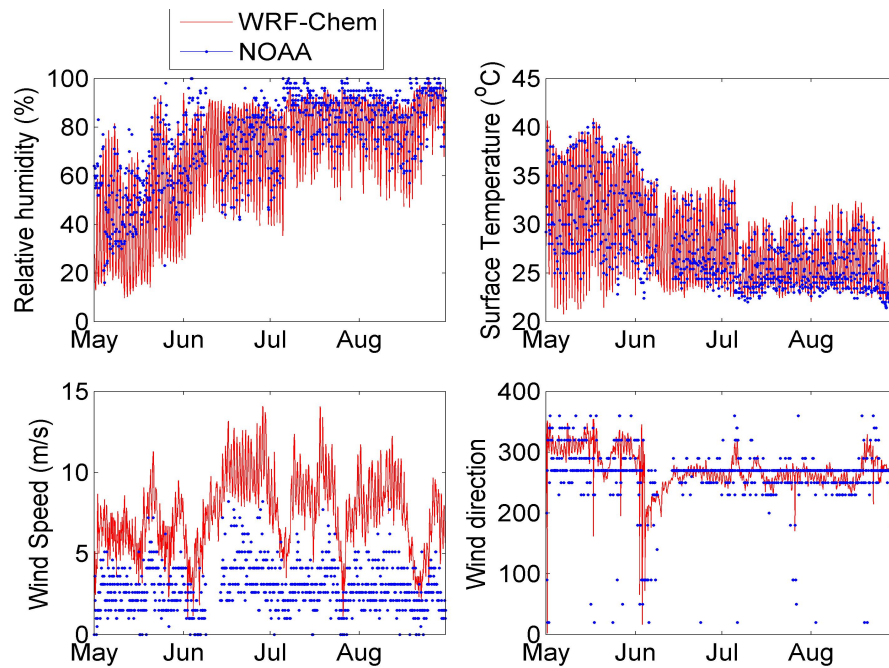 WRF-Chem
NOAA
Relative humidity (%)
100
80
60
40
20
0
May Jun Jul Aug
Surface Temperature (°C)
45
40
35
30
25
20
May Jun Jul Aug
Wind Speed (m/s)
15
10
5
0
May Jun Jul Aug
Wind direction
400
300
200
100
0
May Jun Jul Aug